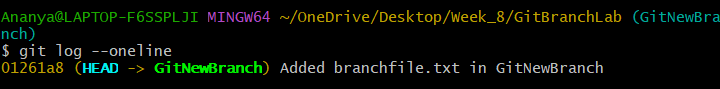 Ananya@LAPTOP-F6SSPLJI MINGW64 ~/OneDrive/Desktop/Week_8/GitBranchLab (GitNewBra
nch)
$ git log --oneline
01261a8 (HEAD -> GitNewBranch) Added branchfile.txt in GitNewBranch